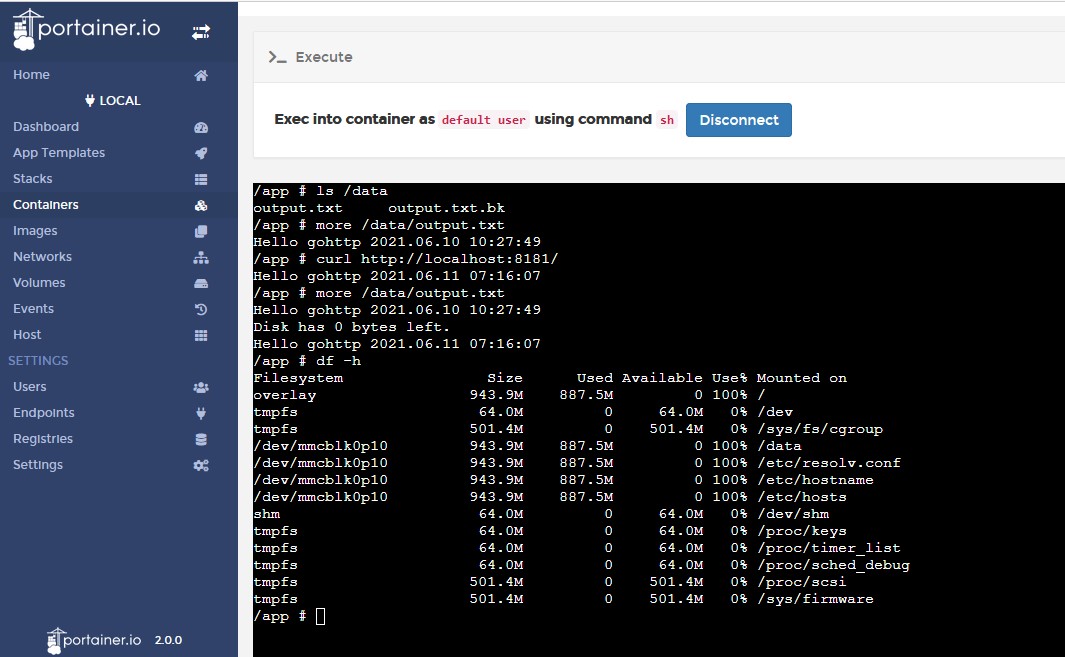 portainer.io
Home
LOCAL
Dashboard
App Templates
Stacks
Containers
Images
Networks
Volumes
Events
Host
SETTINGS
Users
Endpoints
Registries
Settings
portainer.io 2.0.0
>_ Execute
Exec into container as default user using command sh Disconnect
/app # ls /data
output.txt     output.txt.bk
/app # more /data/output.txt
Hello gohttp 2021.06.10 10:27:49
/app # curl http://localhost:8181/
Hello gohttp 2021.06.11 07:16:07
/app # more /data/output.txt
Hello gohttp 2021.06.10 10:27:49
Disk has 0 bytes left.
Hello gohttp 2021.06.11 07:16:07
/app # df -h
Filesystem                Size      Used Available Use% Mounted on
overlay                 943.9M    887.5M         0 100% /
tmpfs                    64.0M         0     64.0M   0% /dev
tmpfs                   501.4M         0    501.4M   0% /sys/fs/cgroup
/dev/mmcblk0p10         943.9M    887.5M         0 100% /data
/dev/mmcblk0p10         943.9M    887.5M         0 100% /etc/resolv.conf
/dev/mmcblk0p10         943.9M    887.5M         0 100% /etc/hostname
/dev/mmcblk0p10         943.9M    887.5M         0 100% /etc/hosts
shm                      64.0M         0     64.0M   0% /dev/shm
tmpfs                    64.0M         0     64.0M   0% /proc/keys
tmpfs                    64.0M         0     64.0M   0% /proc/timer_list
tmpfs                    64.0M         0     64.0M   0% /proc/sched_debug
tmpfs                   501.4M         0    501.4M   0% /proc/scsi
tmpfs                   501.4M         0    501.4M   0% /sys/firmware
/app #